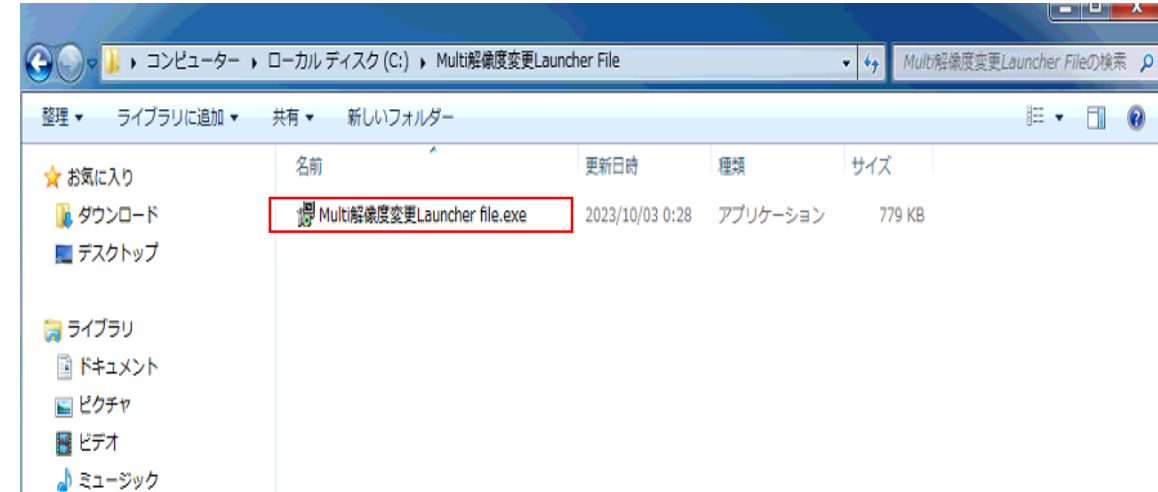 コンピューター ▸ ローカル ディスク (C:) ▸ Multi解像度変更Launcher File
Multi解像度変更Launcher Fileの検索
整理 ライブラリに追加 共有 新しいフォルダー
お気に入り
ダウンロード
デスクトップ
ライブラリ
ドキュメント
ピクチャ
ビデオ
ミュージック
名前 更新日時 種類 サイズ
Multi解像度変更Launcher file.exe 2023/10/03 0:28 アプリケーション 779 KB